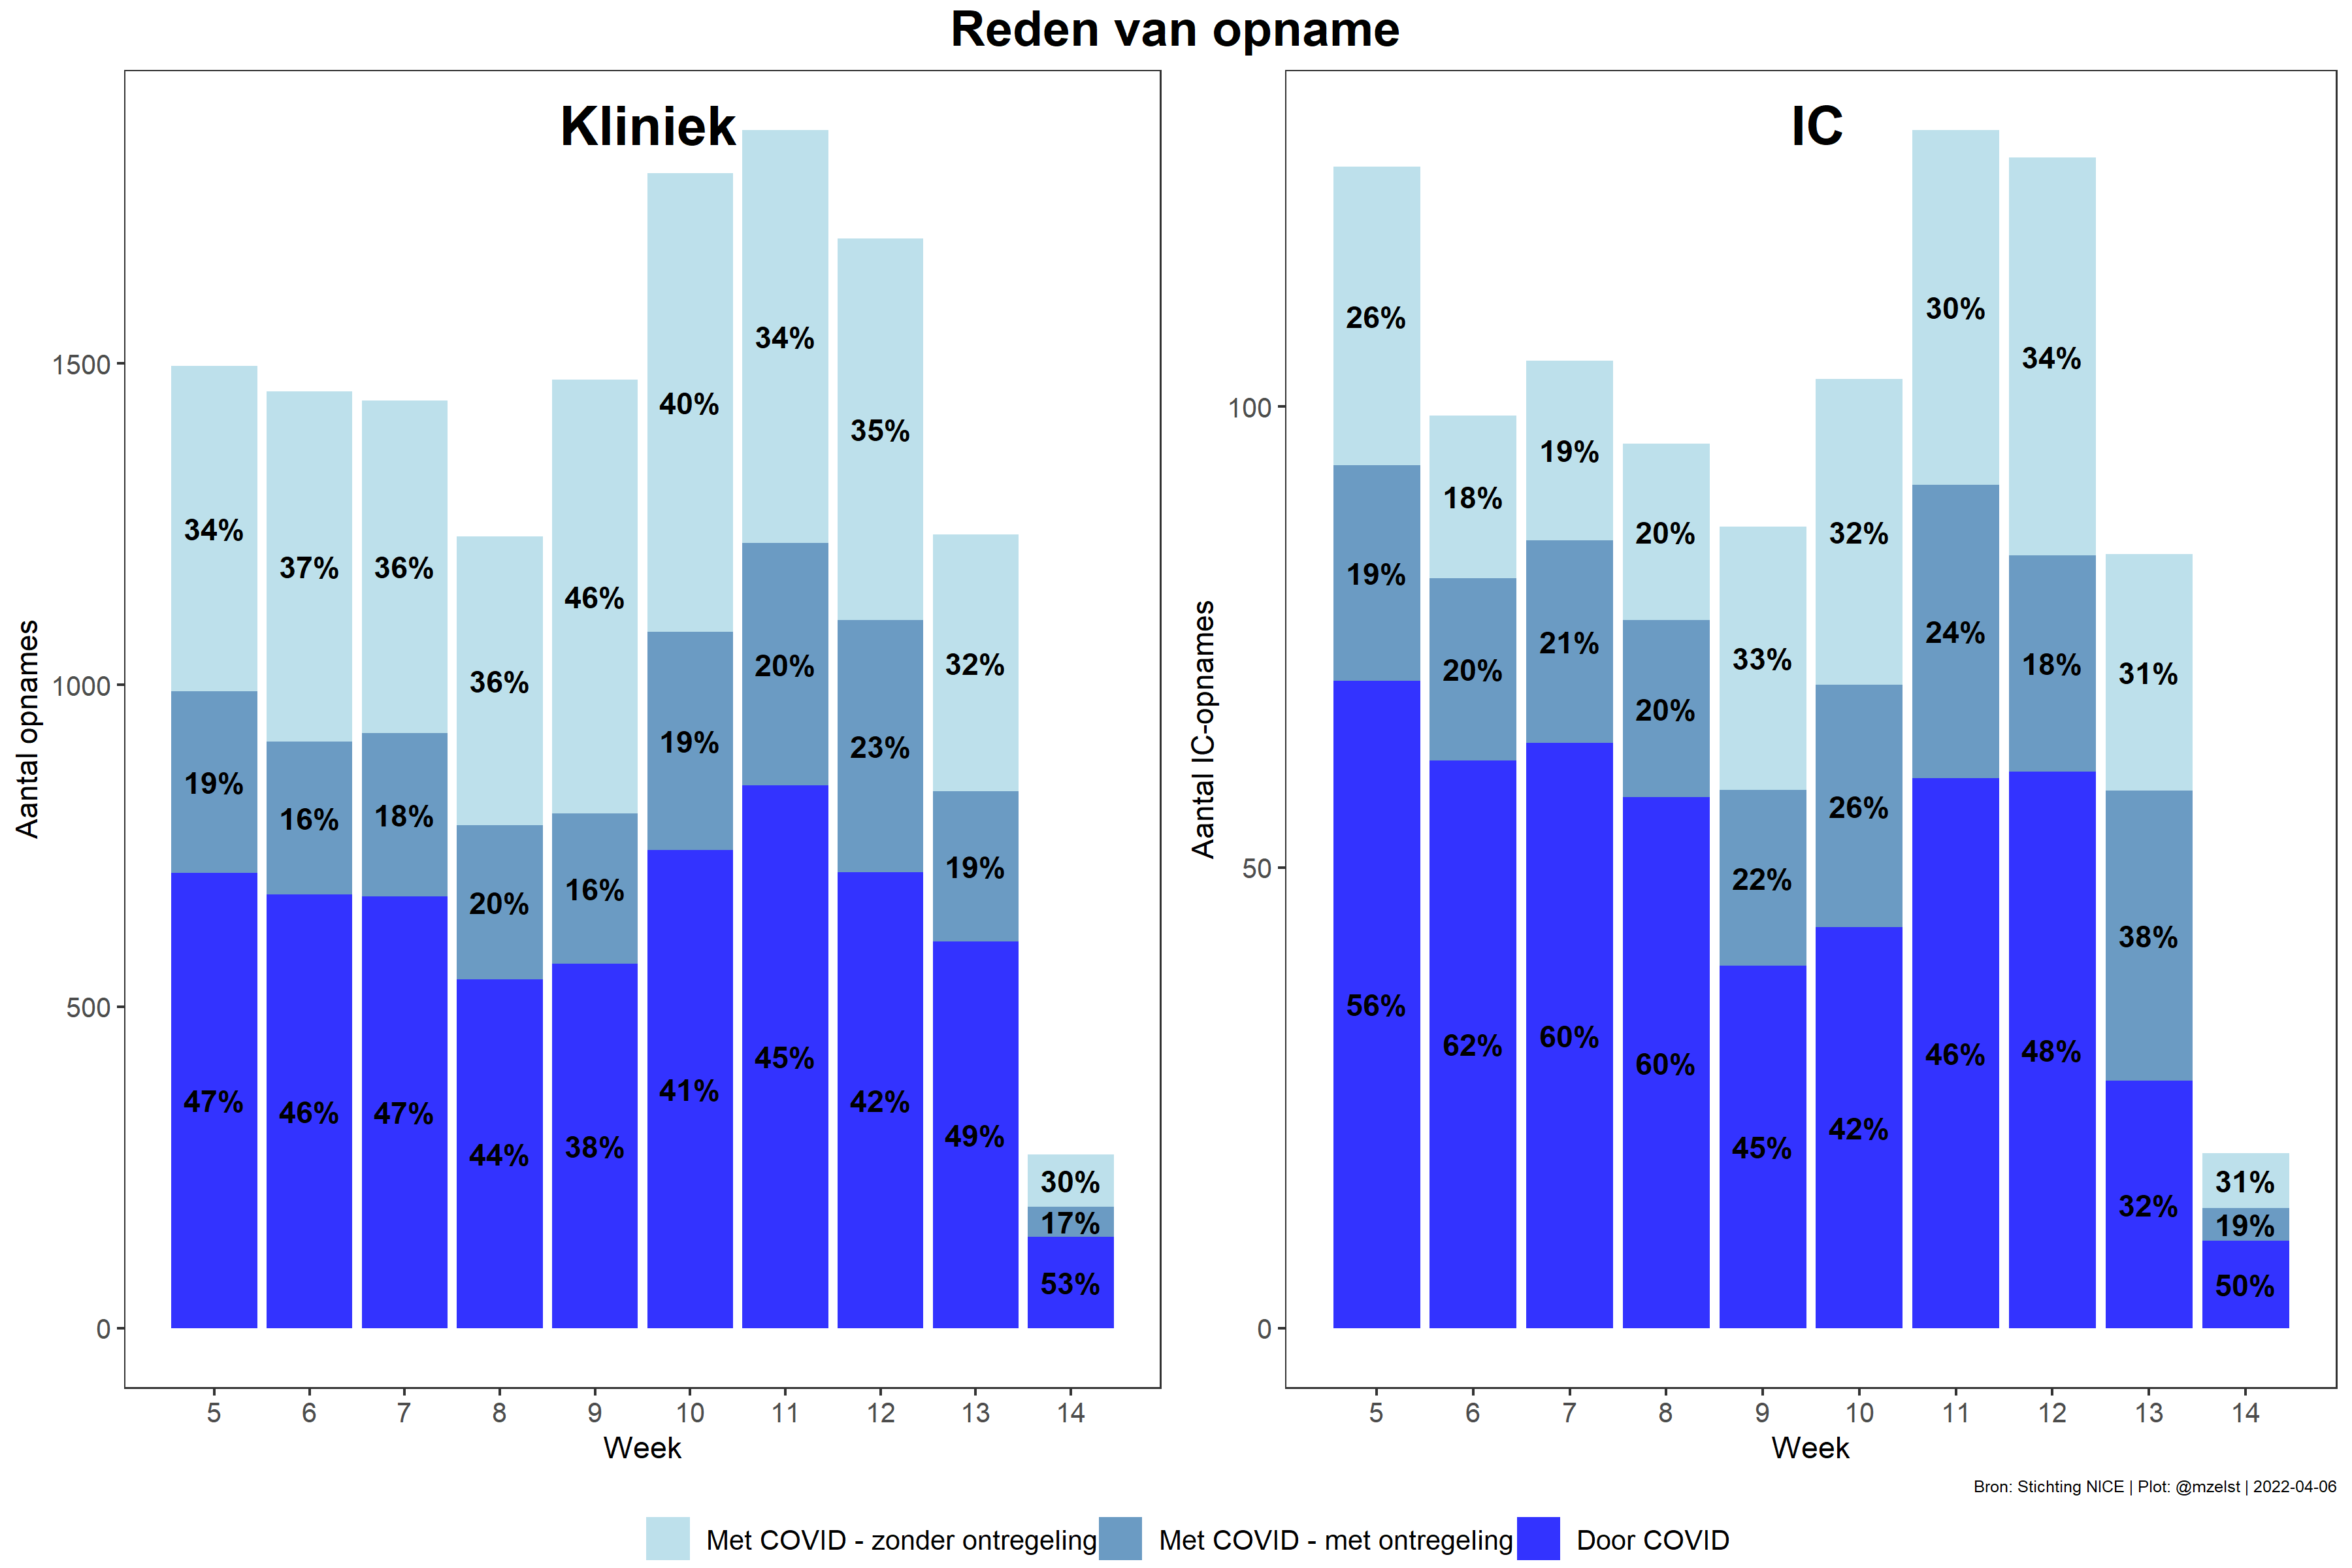 Reden van opname
Kliniek
Aantal opnames
1500
1000
500
0
34% 37% 36% 36% 46% 40% 34% 35% 32% 30%
19% 16% 18% 20% 16% 19% 20% 23% 19% 17%
47% 46% 47% 44% 38% 41% 45% 42% 49% 53%
5 6 7 8 9 10 11 12 13 14
Week
IC
Aantal IC-opnames
100
50
0
26% 18% 19% 20% 33% 32% 30% 34% 31% 31%
19% 20% 21% 20% 22% 26% 24% 18% 38% 19%
56% 62% 60% 60% 45% 42% 46% 48% 32% 50%
5 6 7 8 9 10 11 12 13 14
Week
Bron: Stichting NICE | Plot: @mzelst | 2022-04-06
Met COVID - zonder ontregeling Met COVID - met ontregeling Door COVID